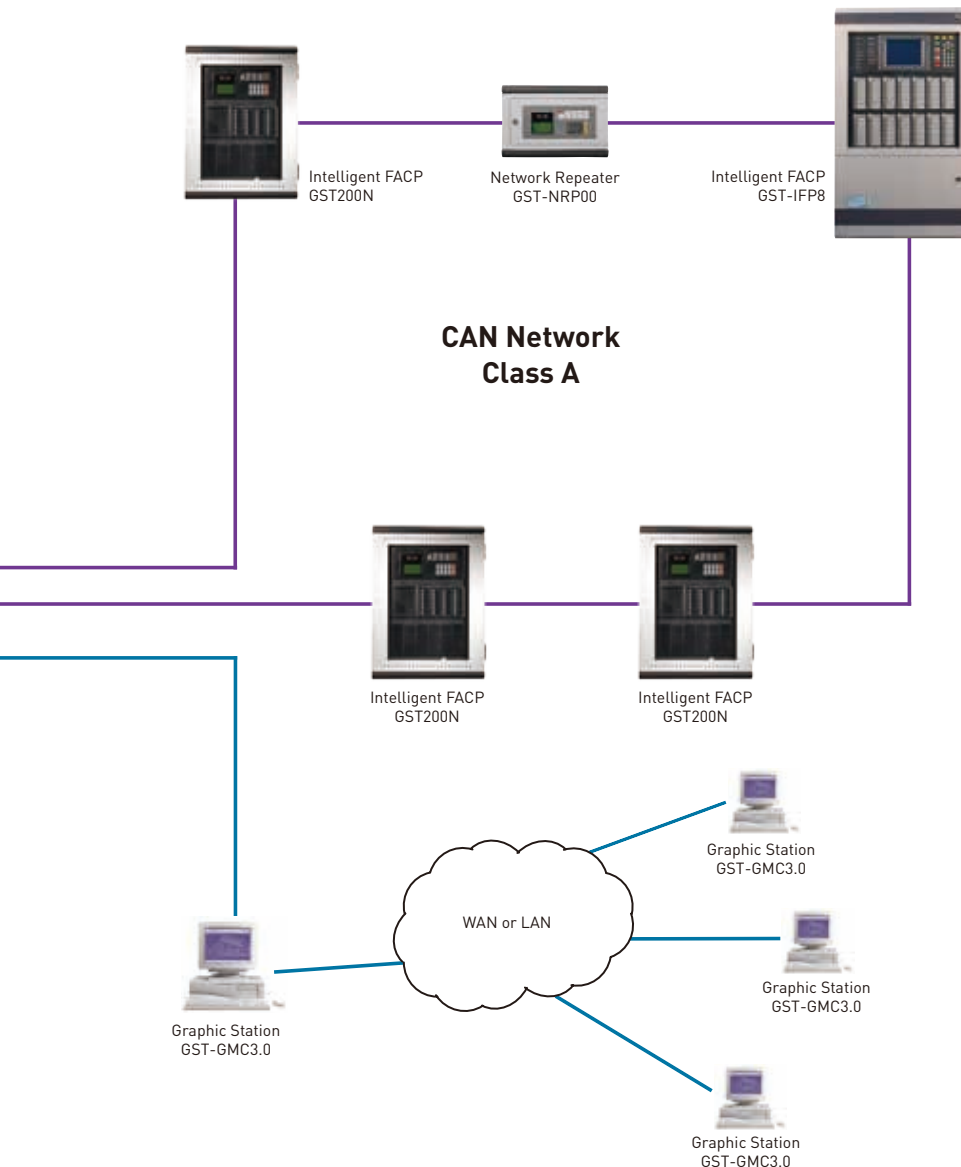 Intelligent FACP
GST200N
Network Repeater
GST-NRP00
Intelligent FACP
GST-IFP8
CAN Network
Class A
Intelligent FACP
GST200N
Intelligent FACP
GST200N
Graphic Station
GST-GMC3.0
WAN or LAN
Graphic Station
GST-GMC3.0
Graphic Station
GST-GMC3.0
Graphic Station
GST-GMC3.0